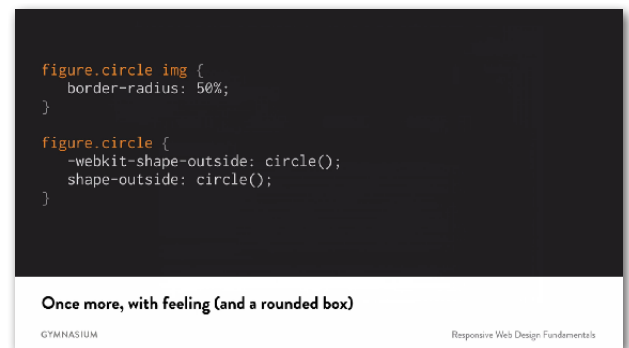 figure.circle img {
border-radius: 50%;
}
figure.circle {
-webkit-shape-outside: circle();
shape-outside: circle();
}
Once more, with feeling (and a rounded box)
GYMNASIUM
Responsive Web Design Fundamentals